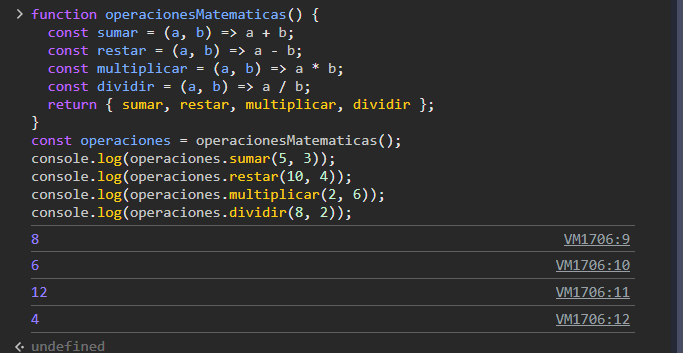 function operacionesMatematicas() {
  const sumar = (a, b) => a + b;
  const restar = (a, b) => a - b;
  const multiplicar = (a, b) => a * b;
  const dividir = (a, b) => a / b;
  return { sumar, restar, multiplicar, dividir };
}
const operaciones = operacionesMatematicas();
console.log(operaciones.sumar(5, 3));
console.log(operaciones.restar(10, 4));
console.log(operaciones.multiplicar(2, 6));
console.log(operaciones.dividir(8, 2));
8 VM1706:9
6 VM1706:10
12 VM1706:11
4 VM1706:12
undefined